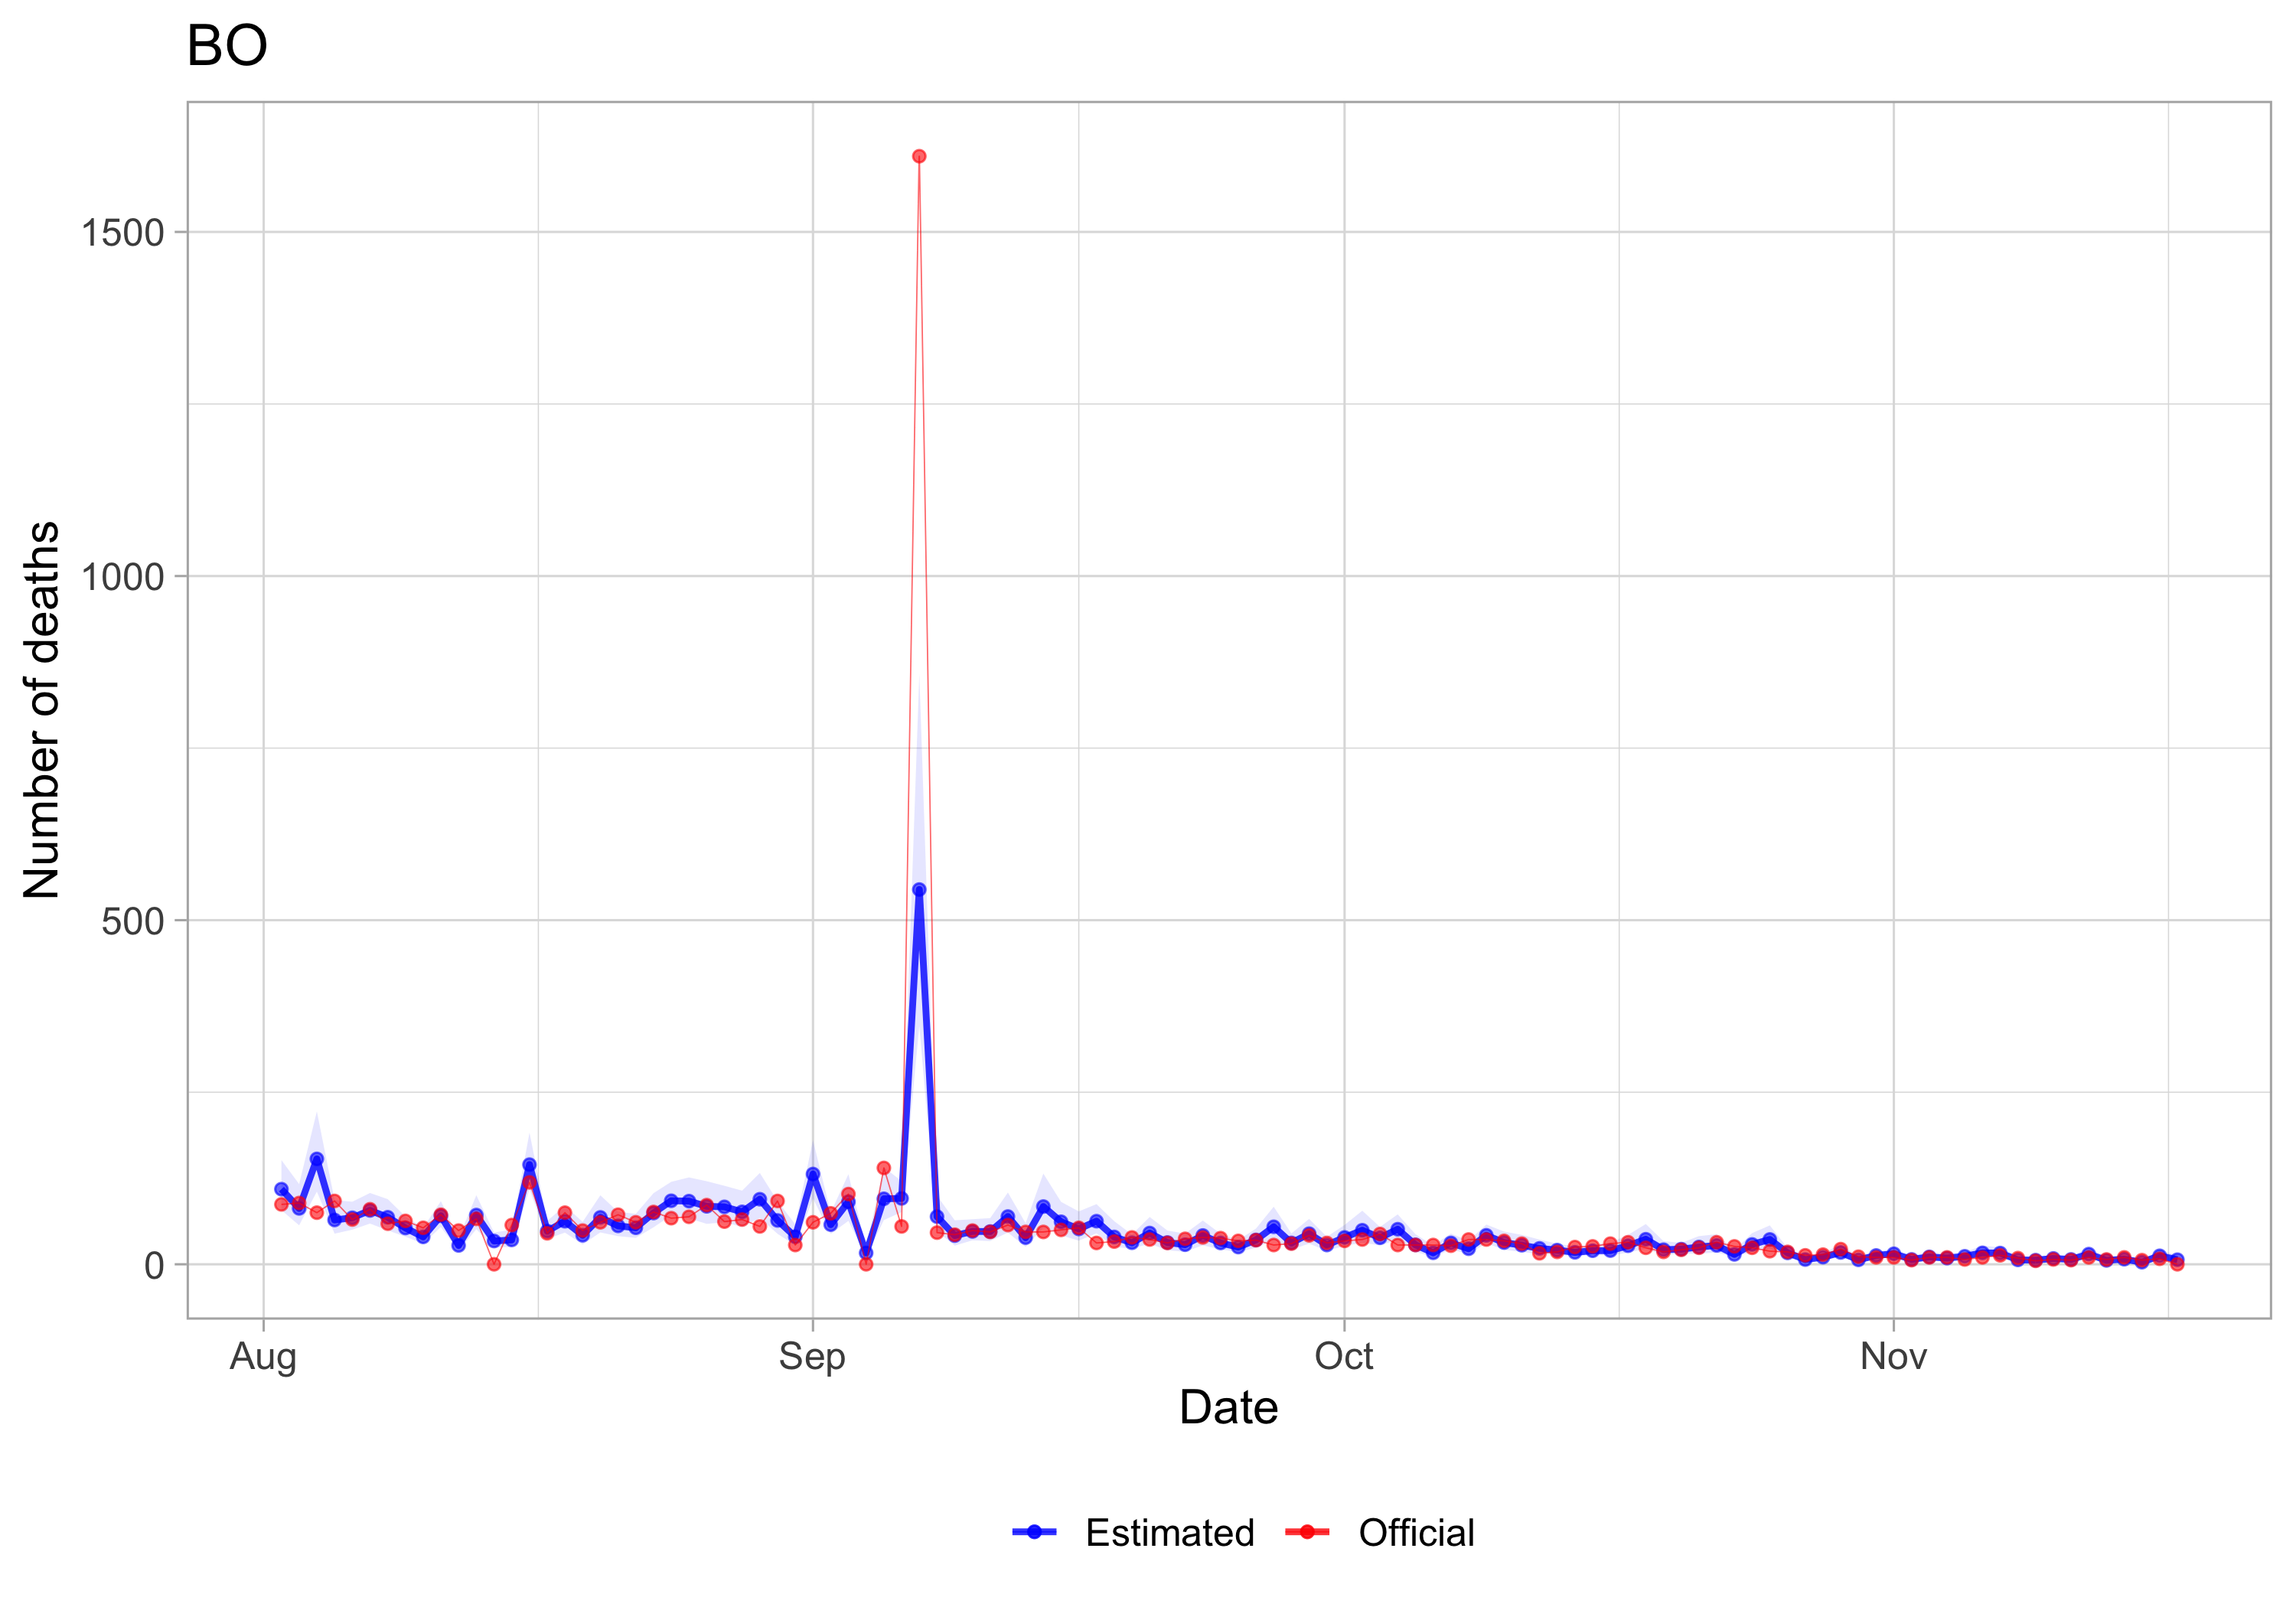 BO
Number of deaths
1500
1000
500
0
Aug Sep Oct Nov
Date
Estimated Official